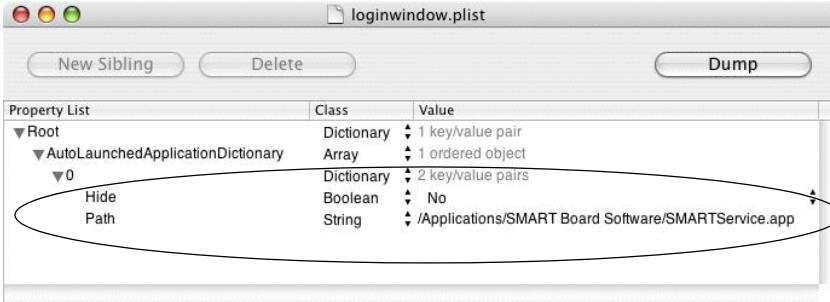 loginwindow.plist
New Sibling Delete Dump
Property List Class Value
Root Dictionary 1 key/value pair
AutoLaunchedApplicationDictionary Array 1 ordered object
0 Dictionary 2 key/value pairs
Hide Boolean No
Path String /Applications/SMART Board Software/SMARTService.app